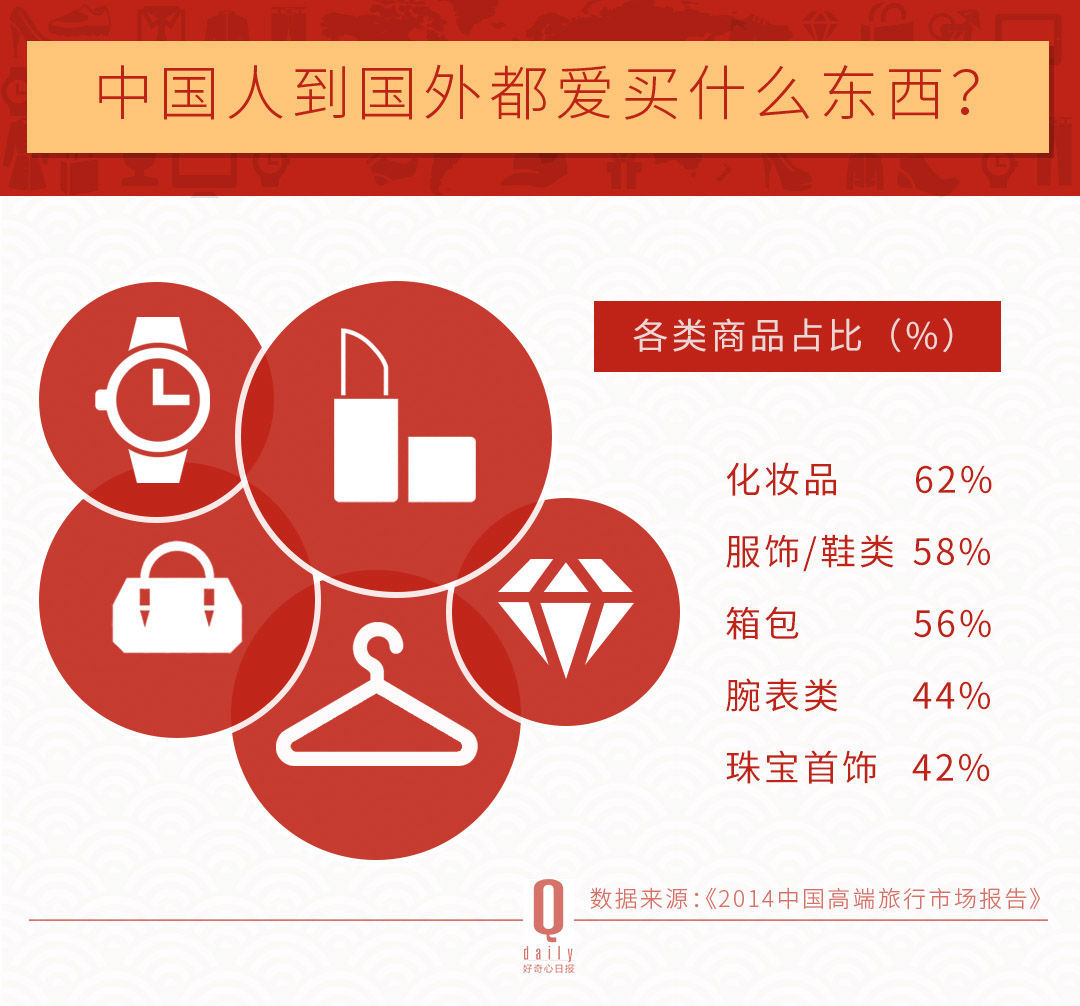 中国人到国外都爱买什么东西？
各类商品占比（%）
化妆品 62%
服饰/鞋类 58%
箱包 56%
腕表类 44%
珠宝首饰 42%
数据来源：《2014中国高端旅行市场报告》
Q
daily
好奇心日报